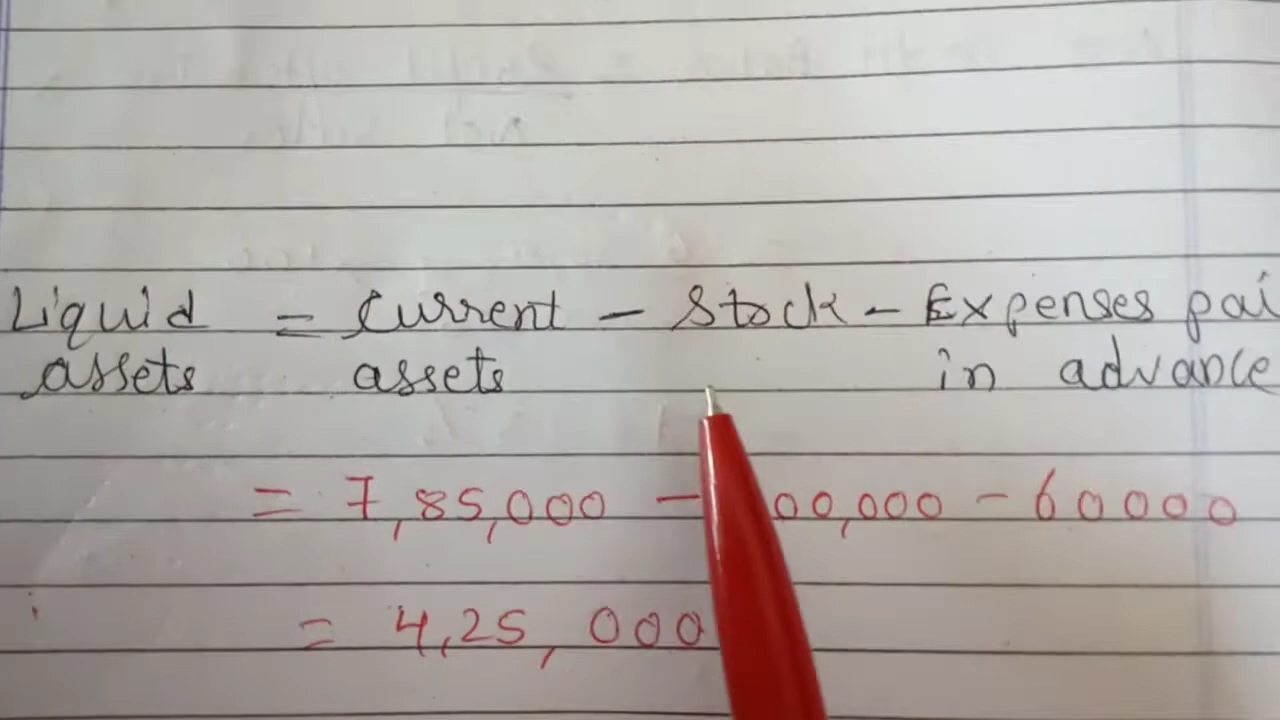 Liquid = Current - Stock - Expenses pai
assets assets in advance
= 7,85,000 - 00,000 - 60000
= 4,25,000